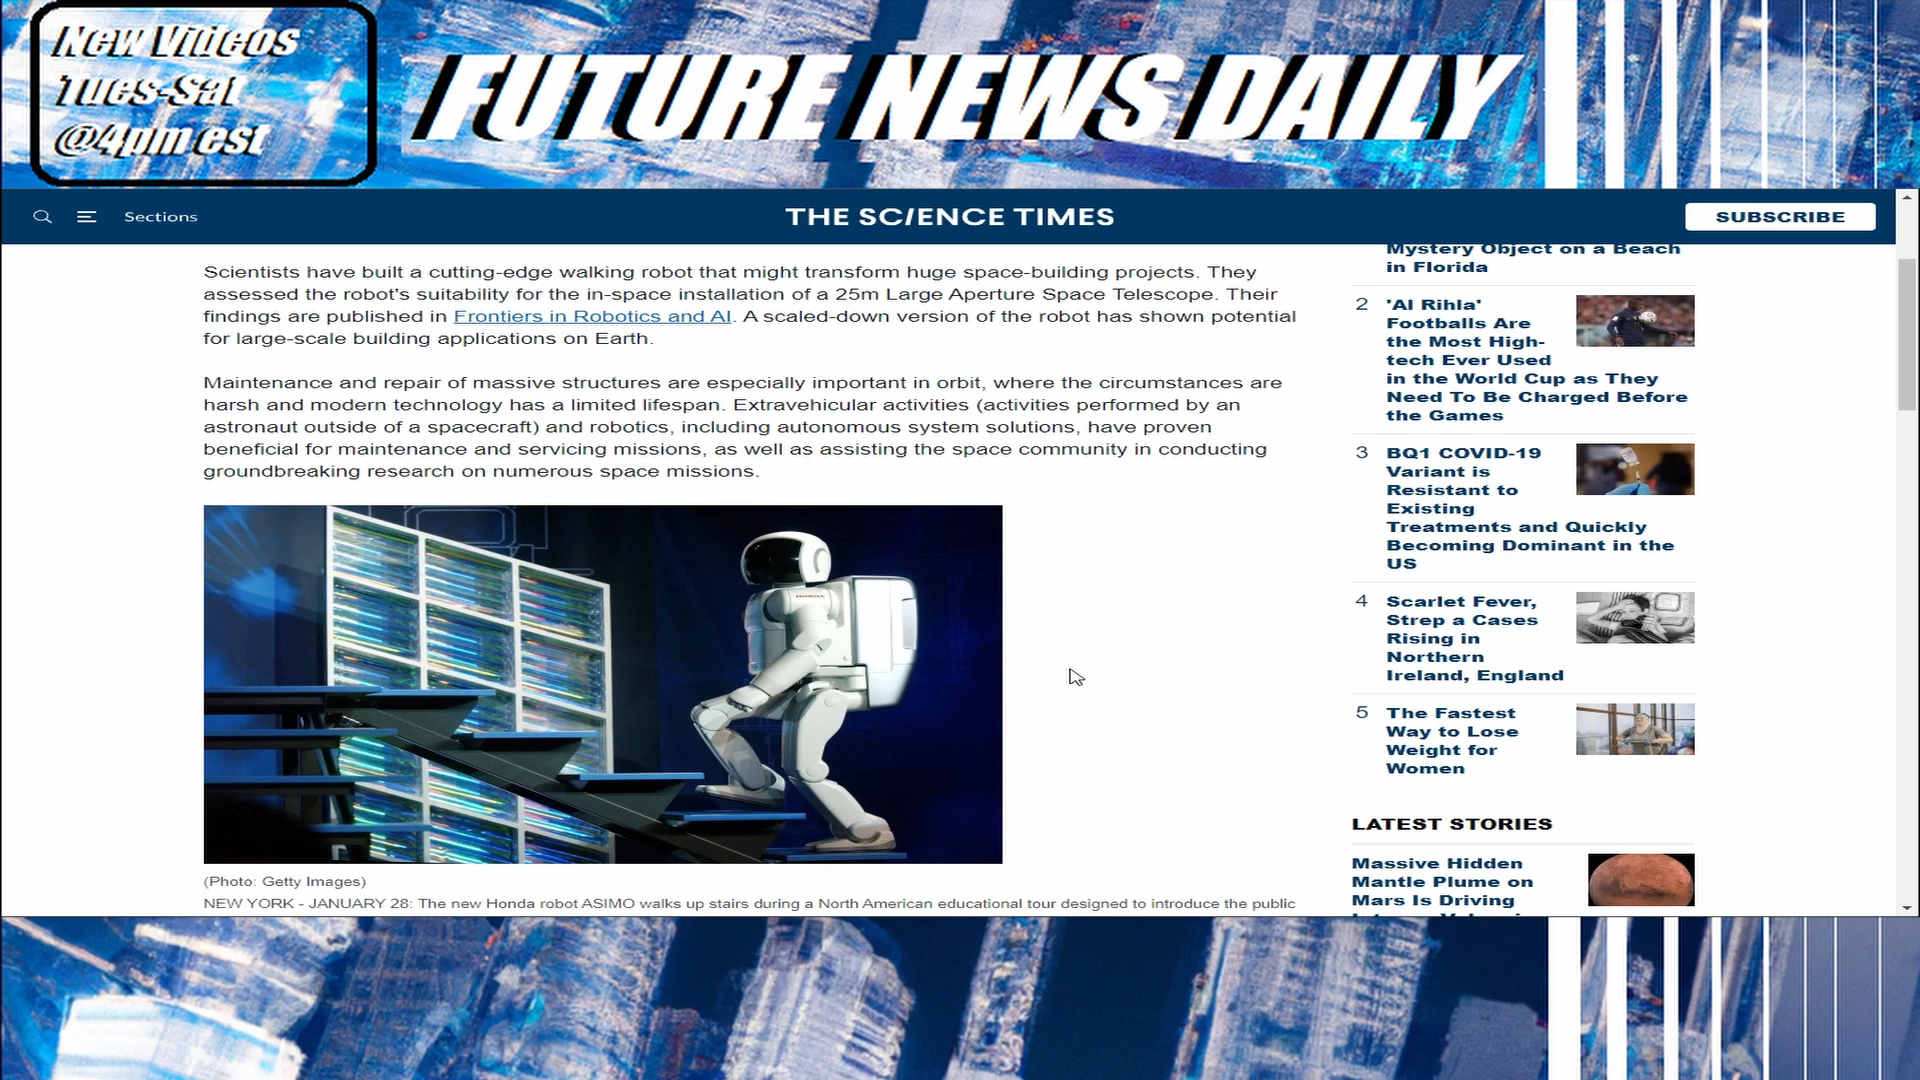 New Videos
Tues-Sat
@4pm est
FUTURE NEWS DAILY
Sections
THE SCIENCE TIMES
SUBSCRIBE
Scientists have built a cutting-edge walking robot that might transform huge space-building projects. They
assessed the robot's suitability for the in-space installation of a 25m Large Aperture Space Telescope. Their
findings are published in Frontiers in Robotics and AI. A scaled-down version of the robot has shown potential
for large-scale building applications on Earth.
Maintenance and repair of massive structures are especially important in orbit, where the circumstances are
harsh and modern technology has a limited lifespan. Extravehicular activities (activities performed by an
astronaut outside of a spacecraft) and robotics, including autonomous system solutions, have proven
beneficial for maintenance and servicing missions, as well as assisting the space community in conducting
groundbreaking research on numerous space missions.
HONDA
(Photo: Getty Images)
NEW YORK - JANUARY 28: The new Honda robot ASIMO walks up stairs during a North American educational tour designed to introduce the public
Mystery Object on a Beach
in Florida
2
'Al Rihla'
Footballs Are
the Most High-
tech Ever Used
in the World Cup as They
Need To Be Charged Before
the Games
3
BQ1 COVID-19
Variant is
Resistant to
Existing
Treatments and Quickly
Becoming Dominant in the
US
4
Scarlet Fever,
Strep a Cases
Rising in
Northern
Ireland, England
5
The Fastest
Way to Lose
Weight for
Women
LATEST STORIES
Massive Hidden
Mantle Plume on
Mars Is Driving